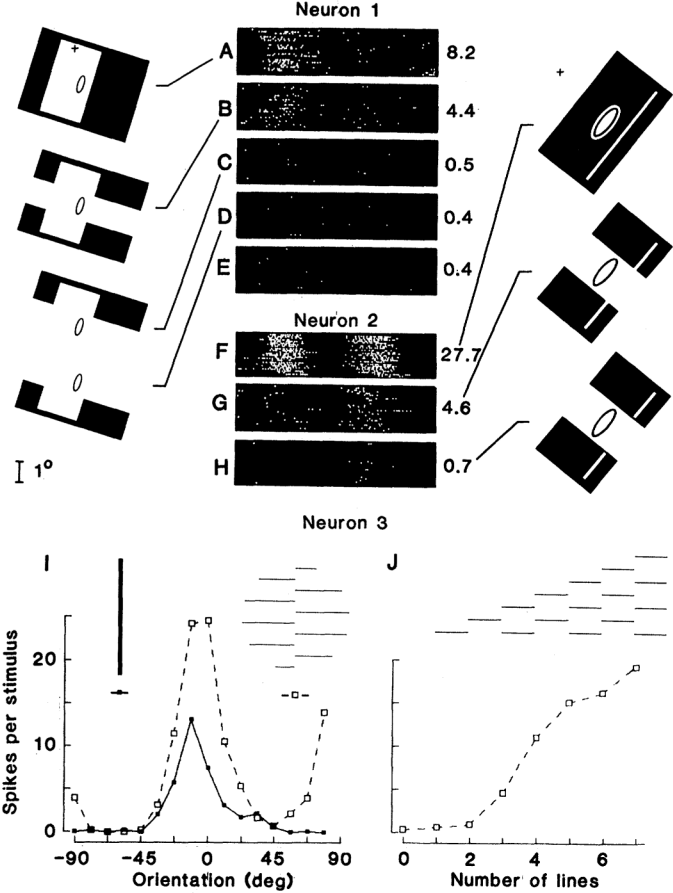 Neuron 1
A 8.2
B 4.4
C 0.5
D 0.4
E 0.4
Neuron 2
F 27.7
G 4.6
H 0.7
1°
Neuron 3
I
J
Spikes per stimulus
20
10
0
-90 -45 0 45 90
Orientation (deg)
0 2 4 6
Number of lines